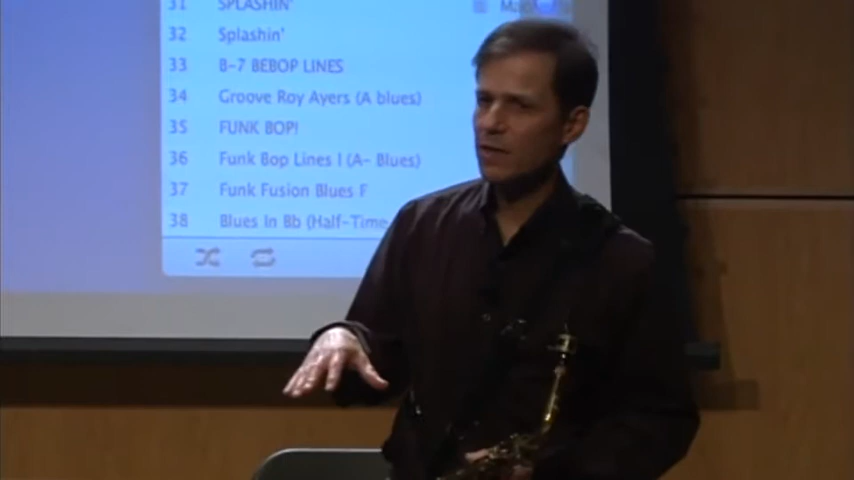 31 SPLASHIN'
32 Splashin'
33 B-7 BEBOP LINES
34 Groove Roy Ayers (A blues)
35 FUNK BOP!
36 Funk Bop Lines I (A- Blues)
37 Funk Fusion Blues F
38 Blues In Bb (Half-Time